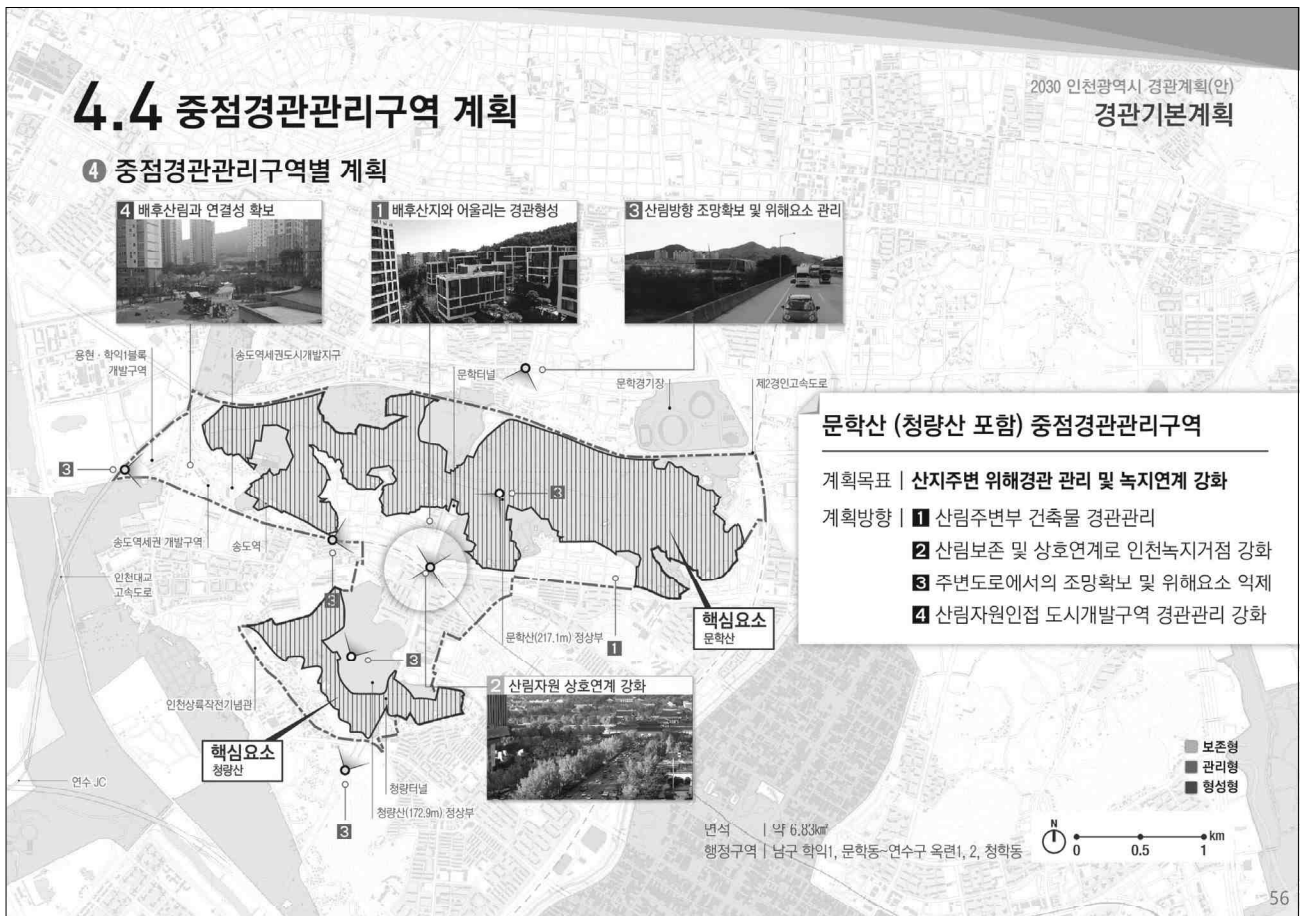 2030 인천광역시 경관계획(안)
경관기본계획
4.4 중점경관관리구역 계획
4 중점경관관리구역별 계획
4 배후산림과 연결성 확보
1 배후산지와 어울리는 경관형성
3 산림방향 조망확보 및 위해요소 관리
용현·학익1블록
개발구역
송도역세권도시개발지구
문학터널
문학경기장
제2경인고속도로
3
3
송도역세권 개발구역
송도역
인천대교
고속도로
3
문학산(217.1m) 정상부
1
핵심요소
문학산
3
인천상륙작전기념관
핵심요소
청량산
연수 JC
청량터널
청량산(172.9m) 정상부
3
2 산림자원 상호연계 강화
문학산 (청량산 포함) 중점경관관리구역
계획목표 | 산지주변 위해경관 관리 및 녹지연계 강화
계획방향 | 1 산림주변부 건축물 경관관리
2 산림보존 및 상호연계로 인천녹지거점 강화
3 주변도로에서의 조망확보 및 위해요소 억제
4 산림자원인접 도시개발구역 경관관리 강화
보존형
관리형
형성형
면적 | 약 6.83㎢
행정구역 | 남구 학익1, 문학동~연수구 옥련1, 2, 청학동
N
0 0.5 1 km
56